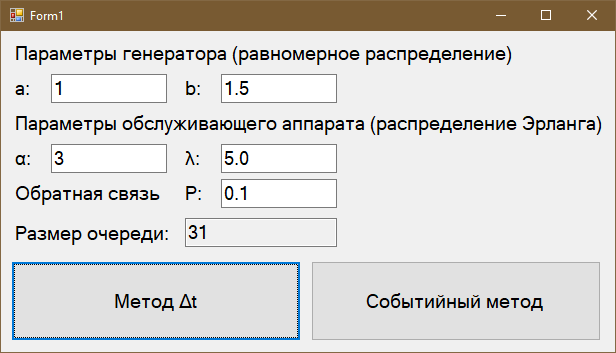 Form1
Параметры генератора (равномерное распределение)
a: 1 b: 1.5
Параметры обслуживающего аппарата (распределение Эрланга)
α: 3 λ: 5.0
Обратная связь P: 0.1
Размер очереди: 31
Метод Δt Событийный метод